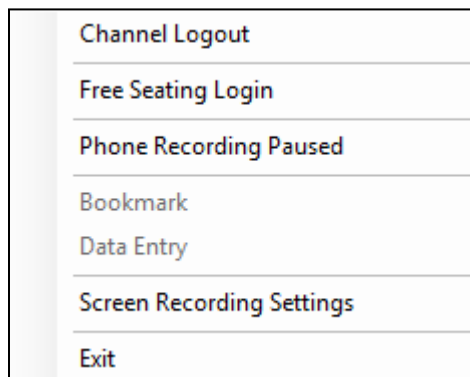 Channel Logout
Free Seating Login
Phone Recording Paused
Bookmark
Data Entry
Screen Recording Settings
Exit